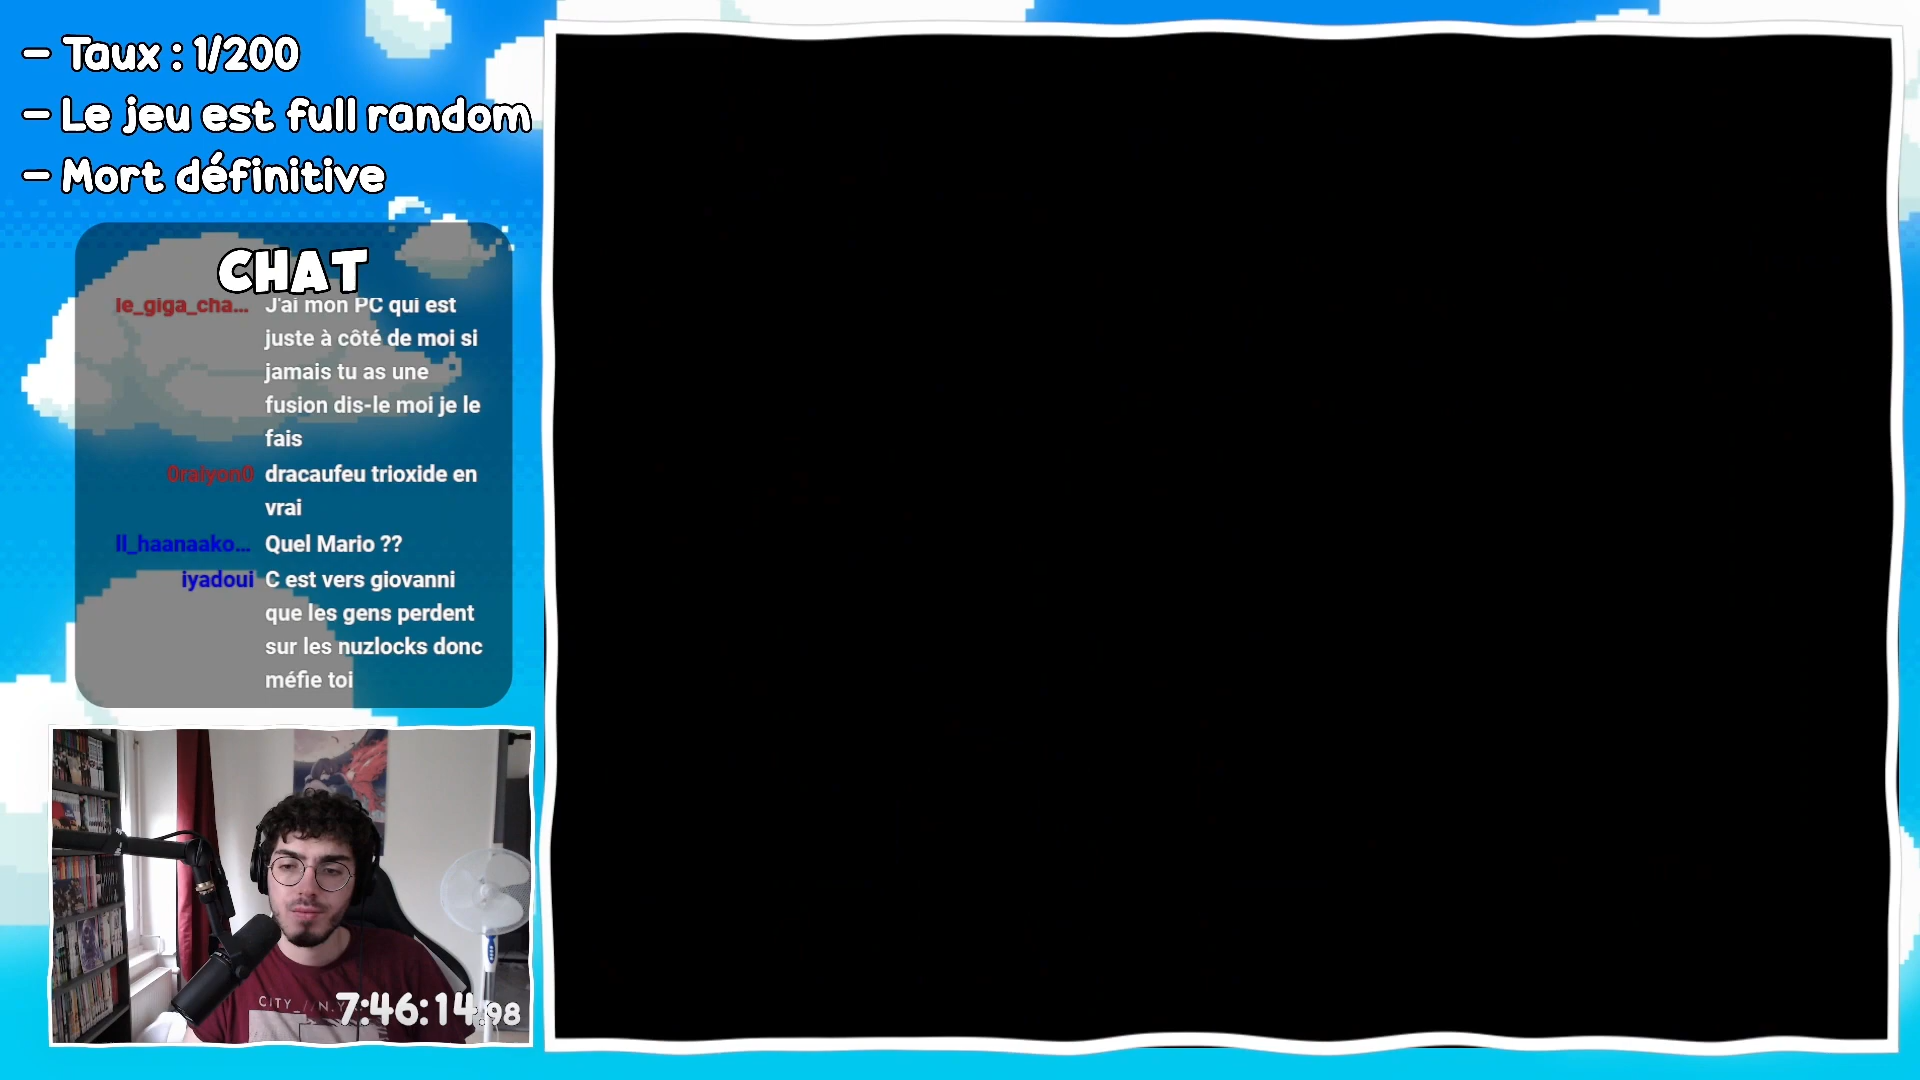 - Taux : 1/200
- Le jeu est full random
- Mort définitive
CHAT
le_giga_cha... J'ai mon PC qui est
juste à côté de moi si
jamais tu as une
fusion dis-le moi je le
fais
0raiyon0 dracaufeu trioxide en
vrai
ll_haanaako... Quel Mario ??
iyadoui C est vers giovanni
que les gens perdent
sur les nuzlocks donc
méfie toi
CITY
7:46:14.98